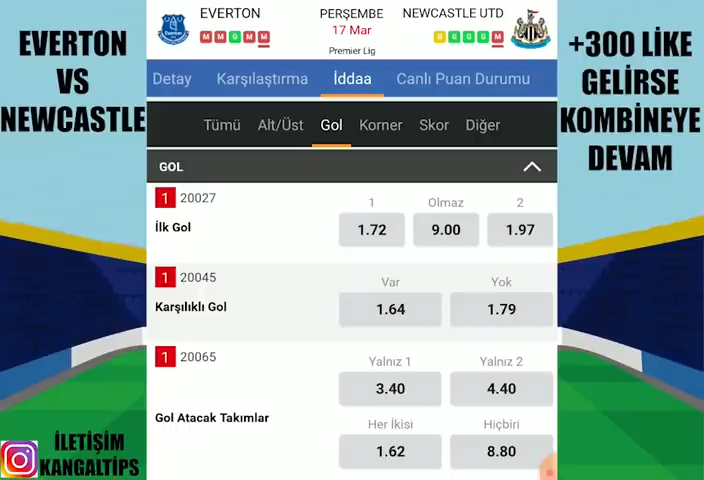 EVERTON
VS
NEWCASTLE
EVERTON
M M G M M
PERŞEMBE
17 Mar
Premier Lig
NEWCASTLE UTD
B G G G M
+300 LİKE
GELİRSE
KOMBİNEYE
DEVAM
Detay Karşılaştırma İddaa Canlı Puan Durumu
Tümü Alt/Üst Gol Korner Skor Diğer
GOL
1 20027
İlk Gol
1 Olmaz 2
1.72 9.00 1.97
1 20045
Karşılıklı Gol
Var Yok
1.64 1.79
1 20065
Gol Atacak Takımlar
Yalnız 1 Yalnız 2
3.40 4.40
Her İkisi Hiçbiri
1.62 8.80
İLETİŞİM
KANGALTİPS